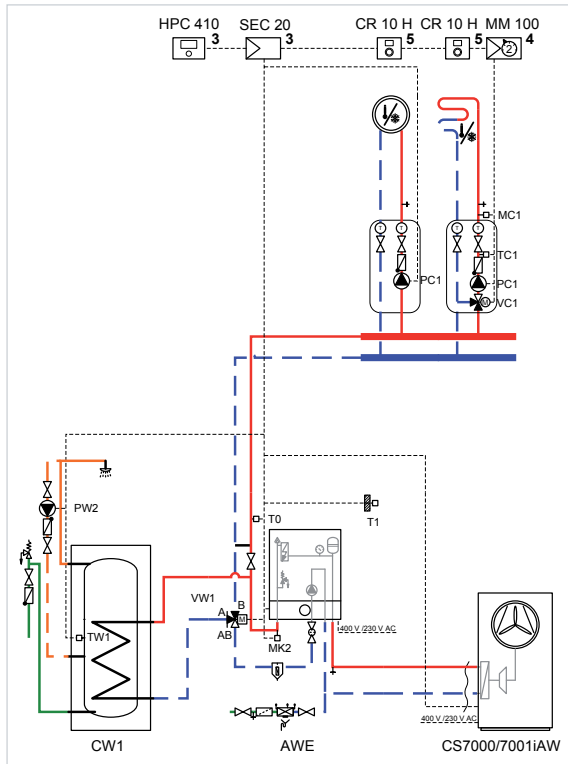 HPC 410 SEC 20 CR 10 H CR 10 H MM 100
3 3 5 5 2 4
MC1
T T T T
TC1
PC1 PC1
M VC1
PW2
T0 T1
VW1 B
A M
TW1 AB
400 V /230 V AC
MK2
400 V /230 V AC
CW1 AWE CS7000/7001iAW